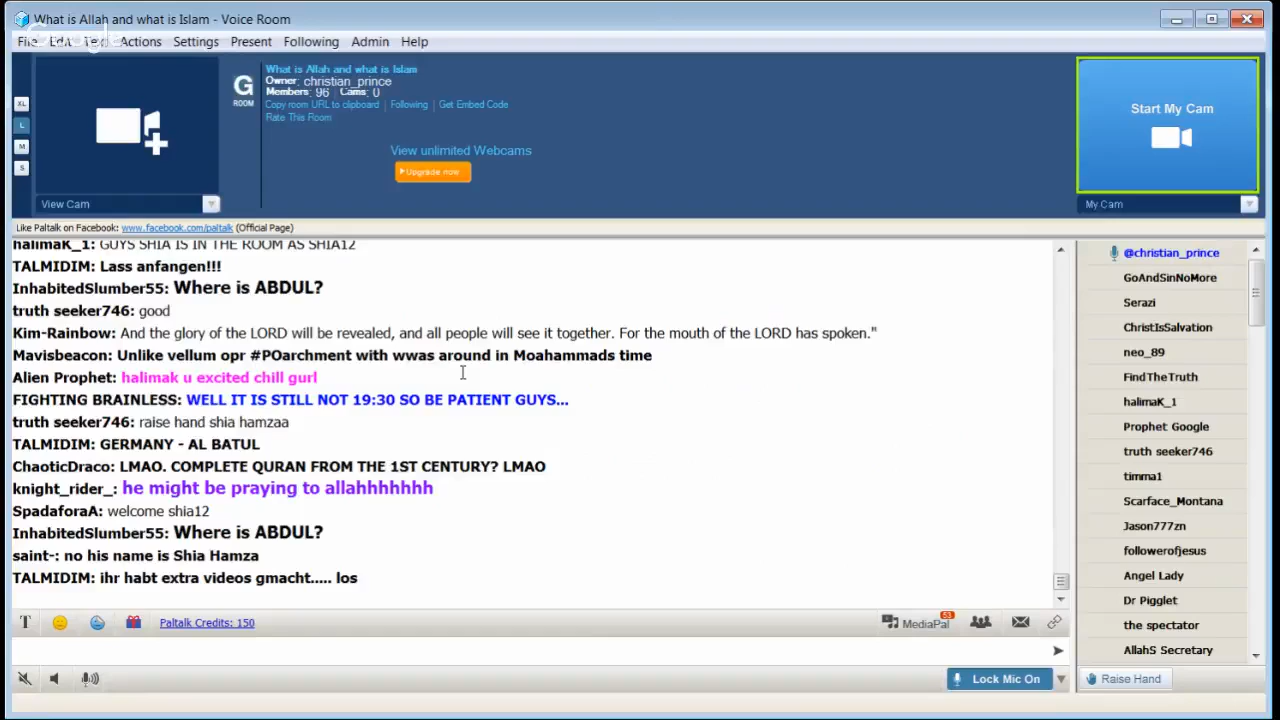 What is Allah and what is Islam - Voice Room
Google
File Edit Text Actions Settings Present Following Admin Help
XL
L
M
S
View Cam
G
ROOM
What is Allah and what is Islam
Owner: christian_prince
Members: 96 | Cams: 0
Copy room URL to clipboard | Following | Get Embed Code
Rate This Room
View unlimited Webcams
Upgrade now
Start My Cam
My Cam
Like Paltalk on Facebook: www.facebook.com/paltalk (Official Page)
halimaK_1: GUYS SHIA IS IN THE ROOM AS SHIA12
TALMIDIM: Lass anfangen!!!
InhabitedSlumber55: Where is ABDUL?
truth seeker746: good
Kim-Rainbow: And the glory of the LORD will be revealed, and all people will see it together. For the mouth of the LORD has spoken."
Mavisbeacon: Unlike vellum opr #POarchment with wwas around in Moahammads time
Alien Prophet: halimak u excited chill gurl
FIGHTING BRAINLESS: WELL IT IS STILL NOT 19:30 SO BE PATIENT GUYS...
truth seeker746: raise hand shia hamzaa
TALMIDIM: GERMANY - AL BATUL
ChaoticDraco: LMAO. COMPLETE QURAN FROM THE 1ST CENTURY? LMAO
knight_rider_: he might be praying to allahhhhhhh
SpadaforaA: welcome shia12
InhabitedSlumber55: Where is ABDUL?
saint-: no his name is Shia Hamza
TALMIDIM: ihr habt extra videos gmacht..... los
@christian_prince
GoAndSinNoMore
Serazi
ChristIsSalvation
neo_89
FindTheTruth
halimaK_1
Prophet Google
truth seeker746
timma1
Scarface_Montana
Jason777zn
followerofjesus
Angel Lady
Dr Pigglet
the spectator
AllahS Secretary
T
Paltalk Credits: 150
MediaPal
53
Lock Mic On
Raise Hand